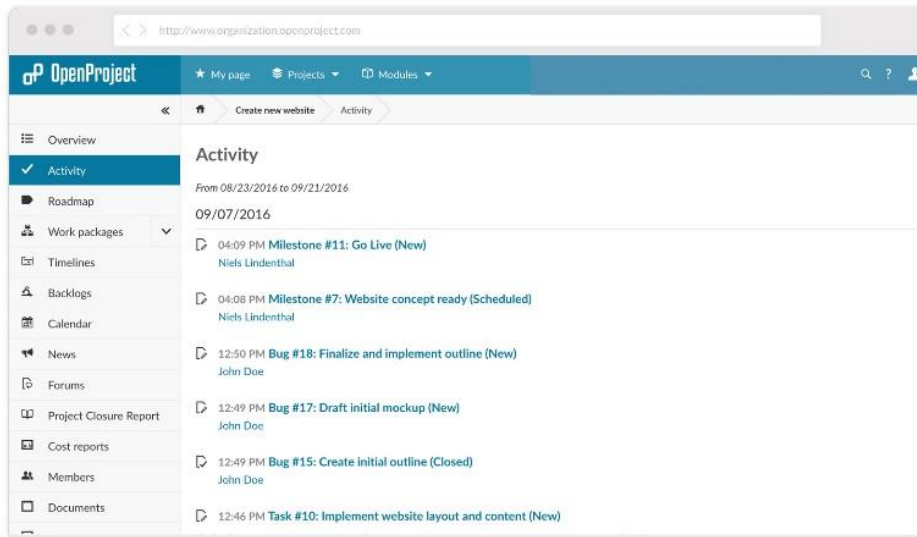 http://www.organization.openproject.com
OpenProject
My page Projects Modules ?
«
Create new website Activity
Overview
Activity
Roadmap
Work packages
Timelines
Backlogs
Calendar
News
Forums
Project Closure Report
Cost reports
Members
Documents
Activity
From 08/23/2016 to 09/21/2016
09/07/2016
04:09 PM Milestone #11: Go Live (New)
Niels Lindenthal
04:08 PM Milestone #7: Website concept ready (Scheduled)
Niels Lindenthal
12:50 PM Bug #18: Finalize and implement outline (New)
John Doe
12:49 PM Bug #17: Draft initial mockup (New)
John Doe
12:49 PM Bug #15: Create initial outline (Closed)
John Doe
12:46 PM Task #10: Implement website layout and content (New)